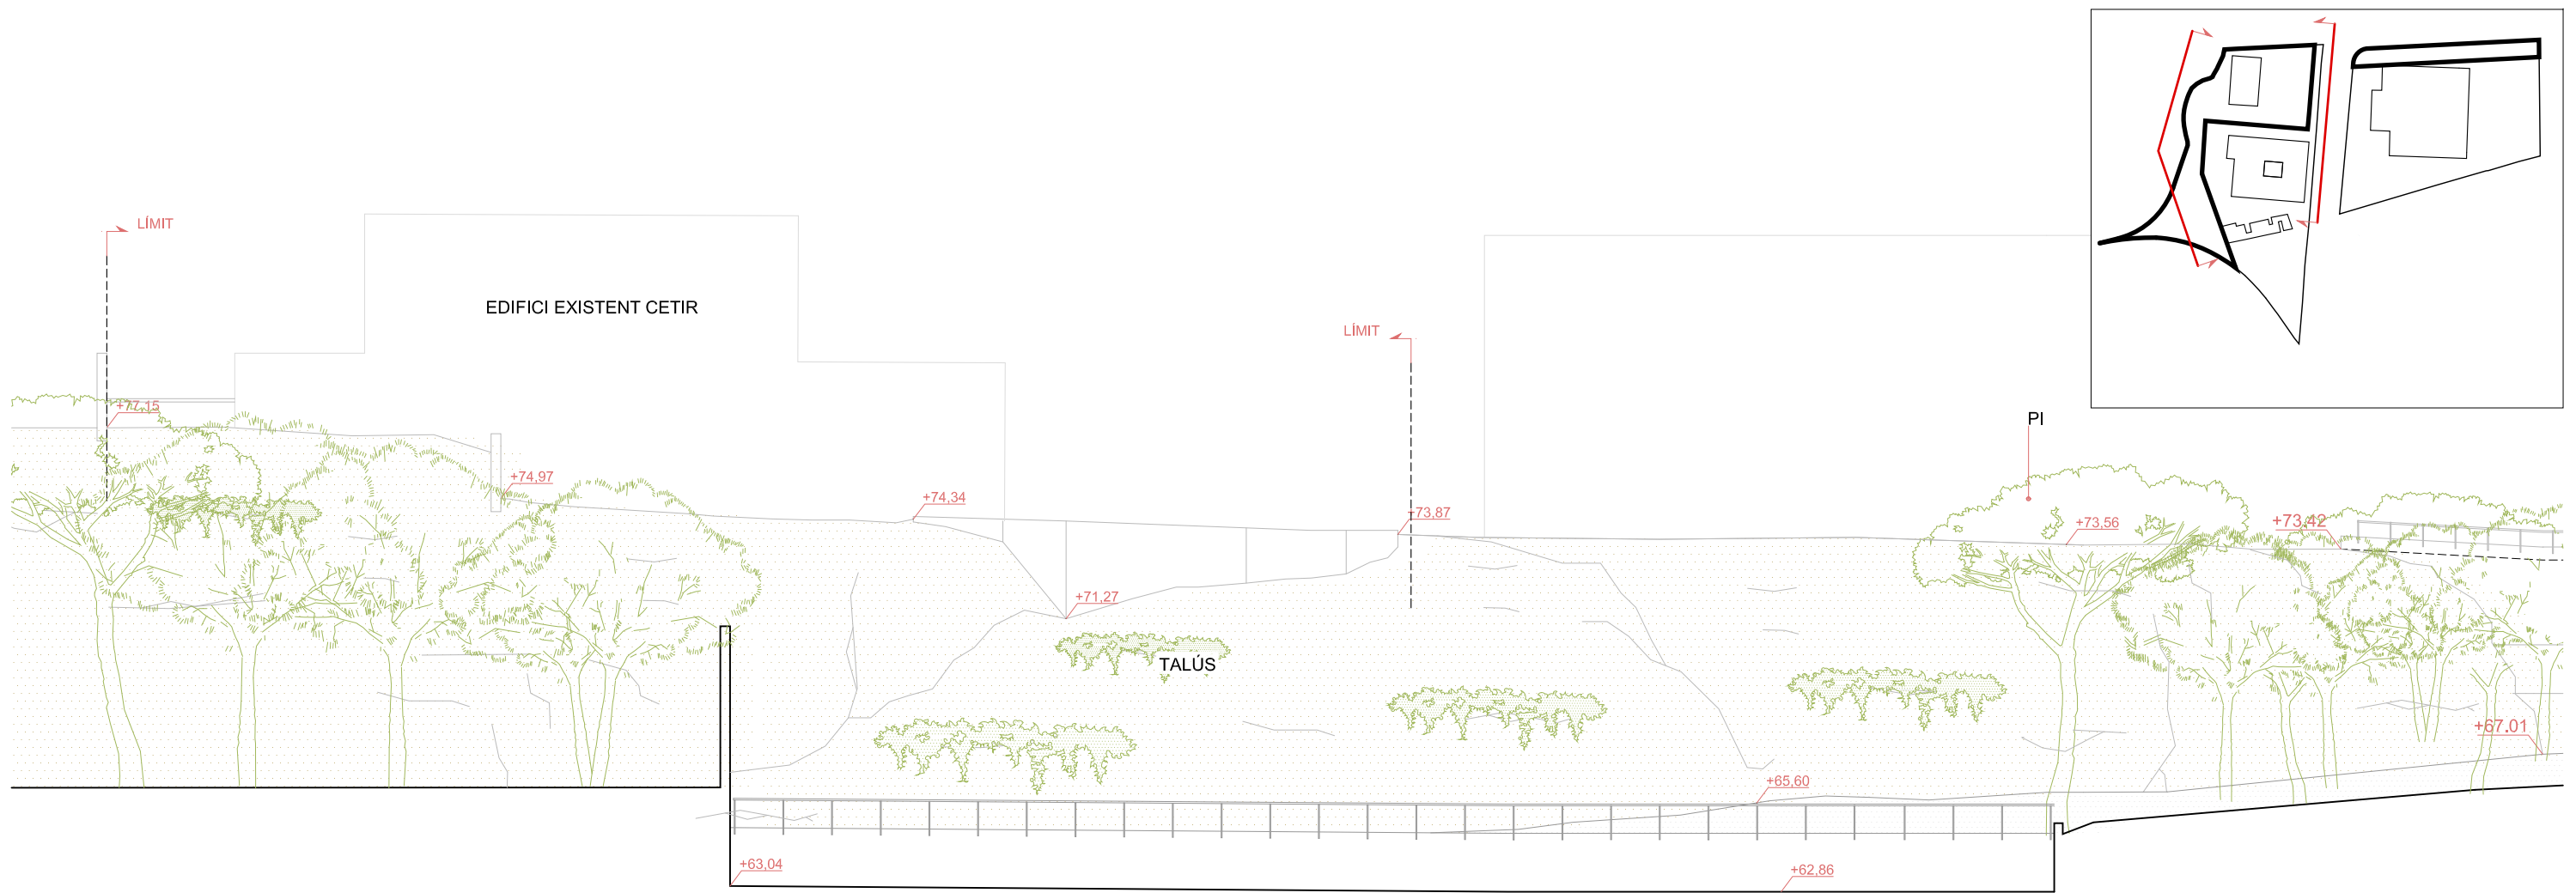 LÍMIT
EDIFICI EXISTENT CETIR
LÍMIT
+77,15
PI
+74,97
+74,34
+73,87
+73,56
+73,42
+71,27
TALÚS
+67,01
+65,60
+63,04
+62,86